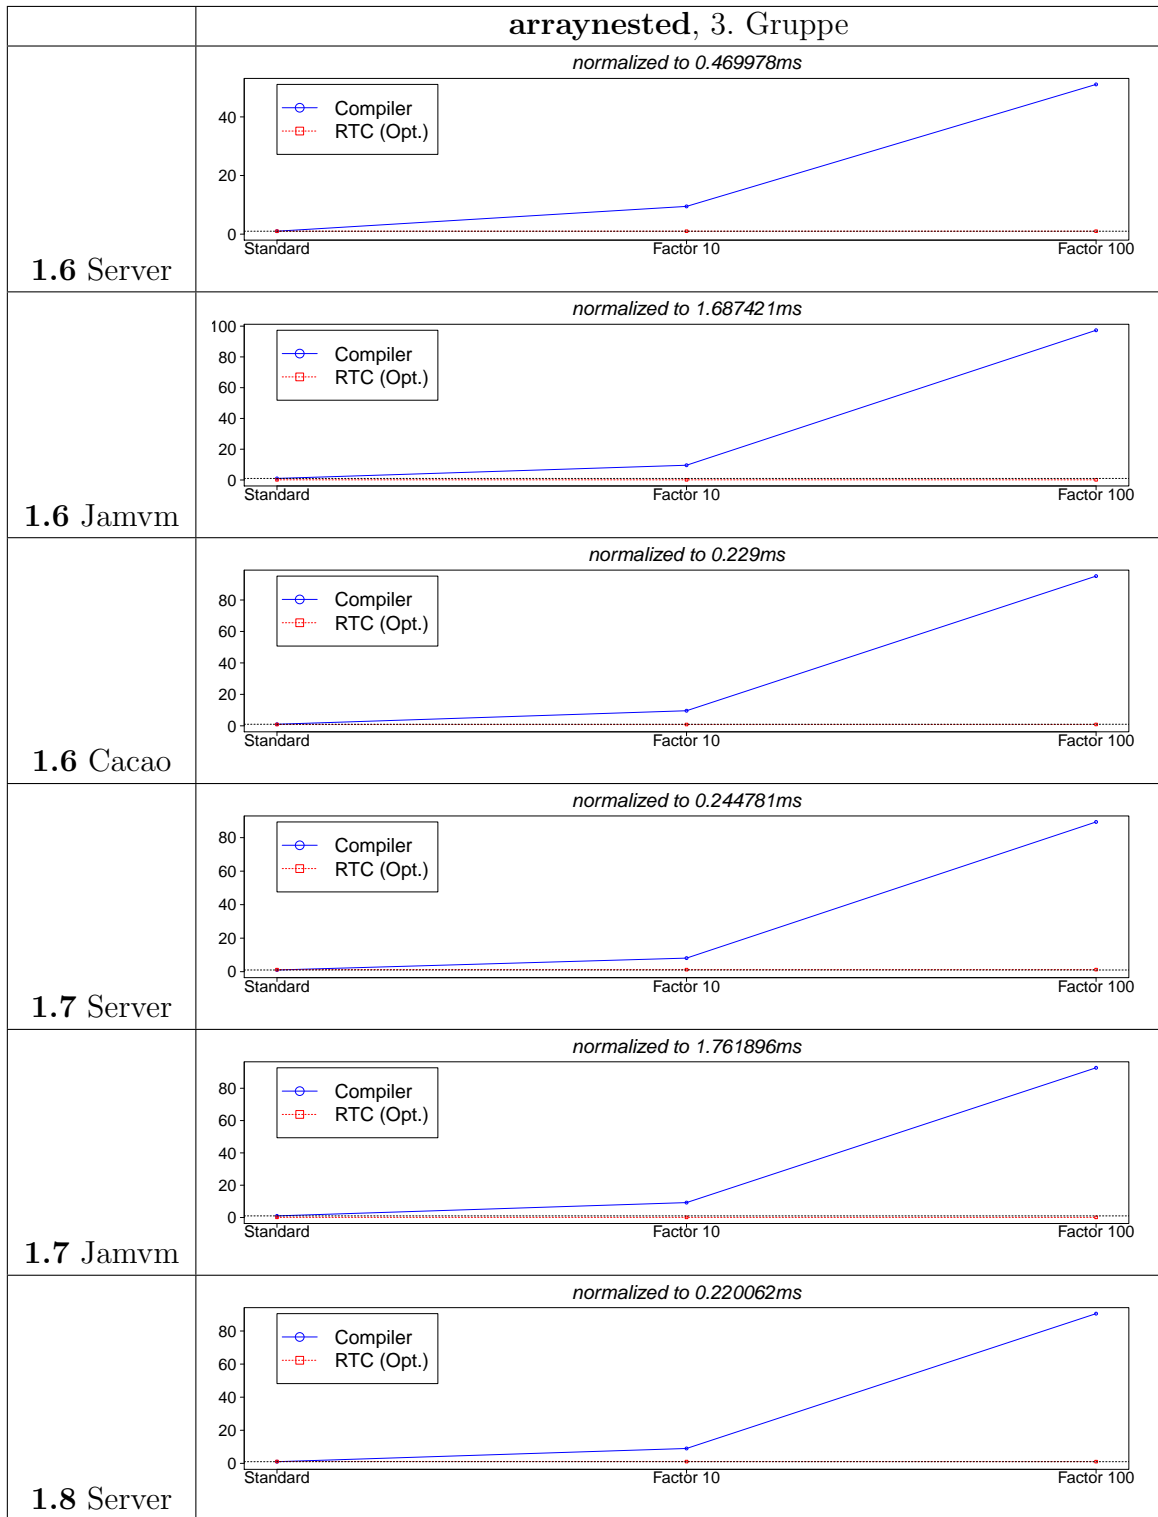 arraynested, 3. Gruppe
normalized to 0.469978ms
Compiler
RTC (Opt.)
40
20
0
Standard Factor 10 Factor 100
1.6 Server
normalized to 1.687421ms
100
Compiler
RTC (Opt.)
80
60
40
20
0
Standard Factor 10 Factor 100
1.6 Jamvm
normalized to 0.229ms
Compiler
RTC (Opt.)
80
60
40
20
0
Standard Factor 10 Factor 100
1.6 Cacao
normalized to 0.244781ms
Compiler
RTC (Opt.)
80
60
40
20
0
Standard Factor 10 Factor 100
1.7 Server
normalized to 1.761896ms
Compiler
RTC (Opt.)
80
60
40
20
0
Standard Factor 10 Factor 100
1.7 Jamvm
normalized to 0.220062ms
Compiler
RTC (Opt.)
80
60
40
20
0
Standard Factor 10 Factor 100
1.8 Server